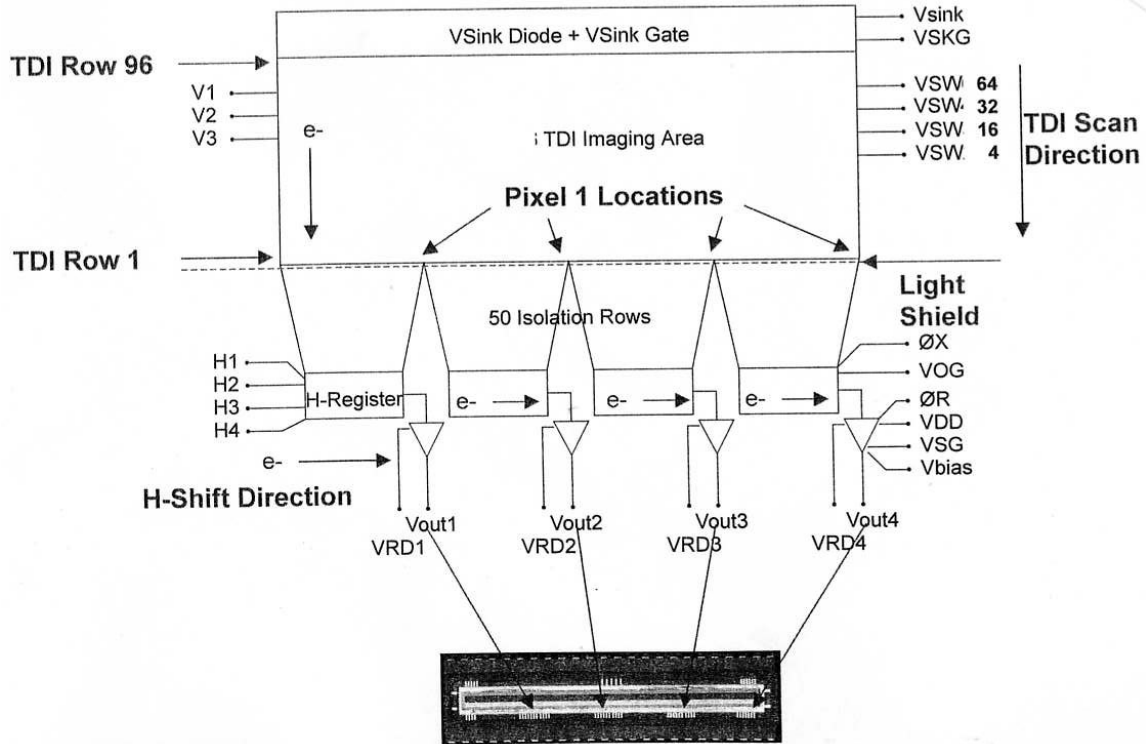 Vsink
VSink Diode + VSink Gate
VSKG
TDI Row 96
V1
VSW 64
V2
VSW 32
V3
e-
TDI Imaging Area
VSW 16
VSW 4
TDI Scan
Direction
Pixel 1 Locations
TDI Row 1
Light
Shield
50 Isolation Rows
ØX
H1
VOG
H2
H-Register
e-
e-
e-
ØR
H3
VDD
H4
VSG
e-
Vbias
H-Shift Direction
Vout1
Vout2
Vout3
Vout4
VRD1
VRD2
VRD3
VRD4